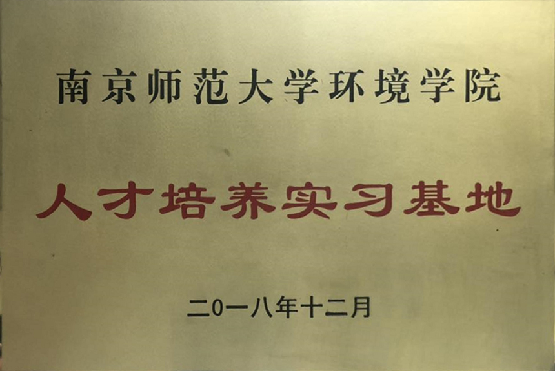 南京师范大学环境学院
人才培养实习基地
二0一八年十二月